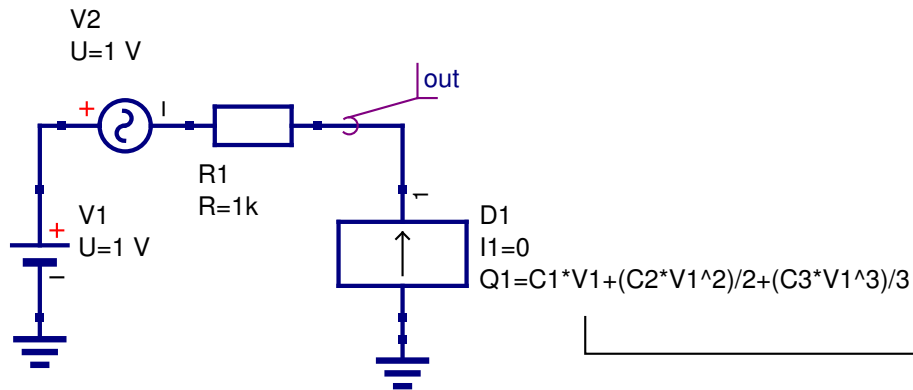 V2
U=1 V
out
R1
R=1k
V1
U=1 V
1
D1
I1=0
Q1=C1*V1+(C2*V1^2)/2+(C3*V1^3)/3